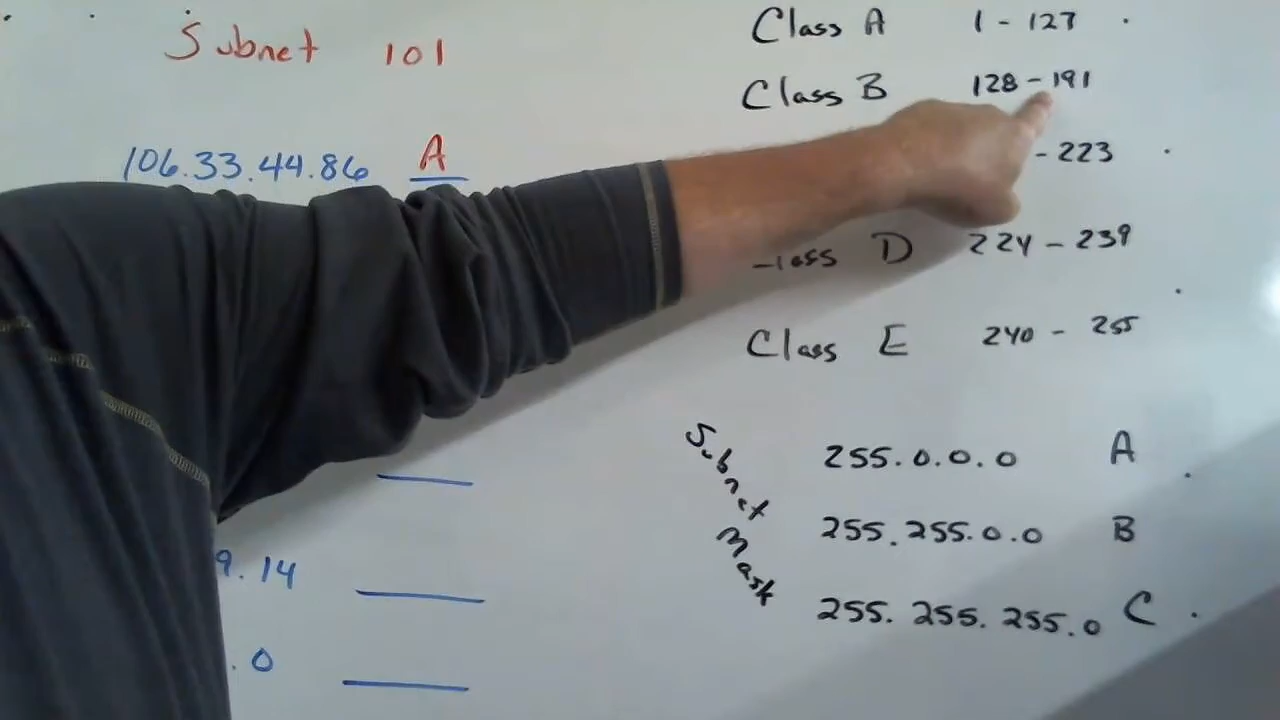 Subnet 101
106.33.44.86 A
9.14
.0
Class A 1 - 127
Class B 128 - 191
- 223
D 224 - 239
Class E 240 - 255
Subnet Mask
255.0.0.0 A
255.255.0.0 B
255.255.255.0 C